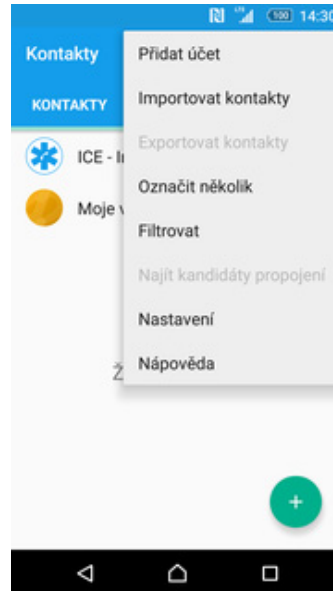 100 14:30
Kontakty
Přidat účet
KONTAKTY
Importovat kontakty
Exportovat kontakty
ICE - I
Označit několik
Moje v
Filtrovat
Najít kandidáty propojení
Nastavení
Ž
Nápověda